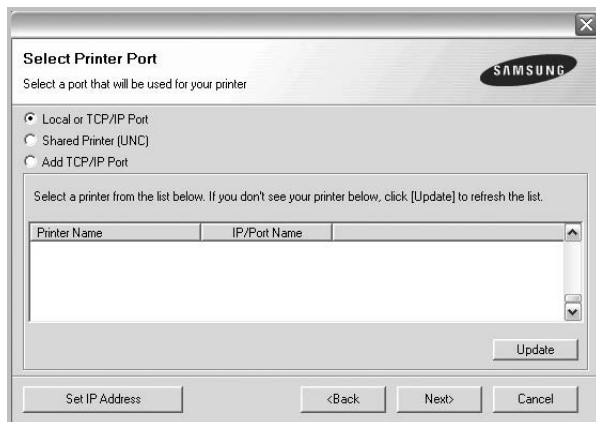 Select Printer Port
Select a port that will be used for your printer
SAMSUNG
Local or TCP/IP Port
Shared Printer (UNC)
Add TCP/IP Port
Select a printer from the list below. If you don't see your printer below, click [Update] to refresh the list.
Printer Name IP/Port Name
Update
Set IP Address <Back Next> Cancel